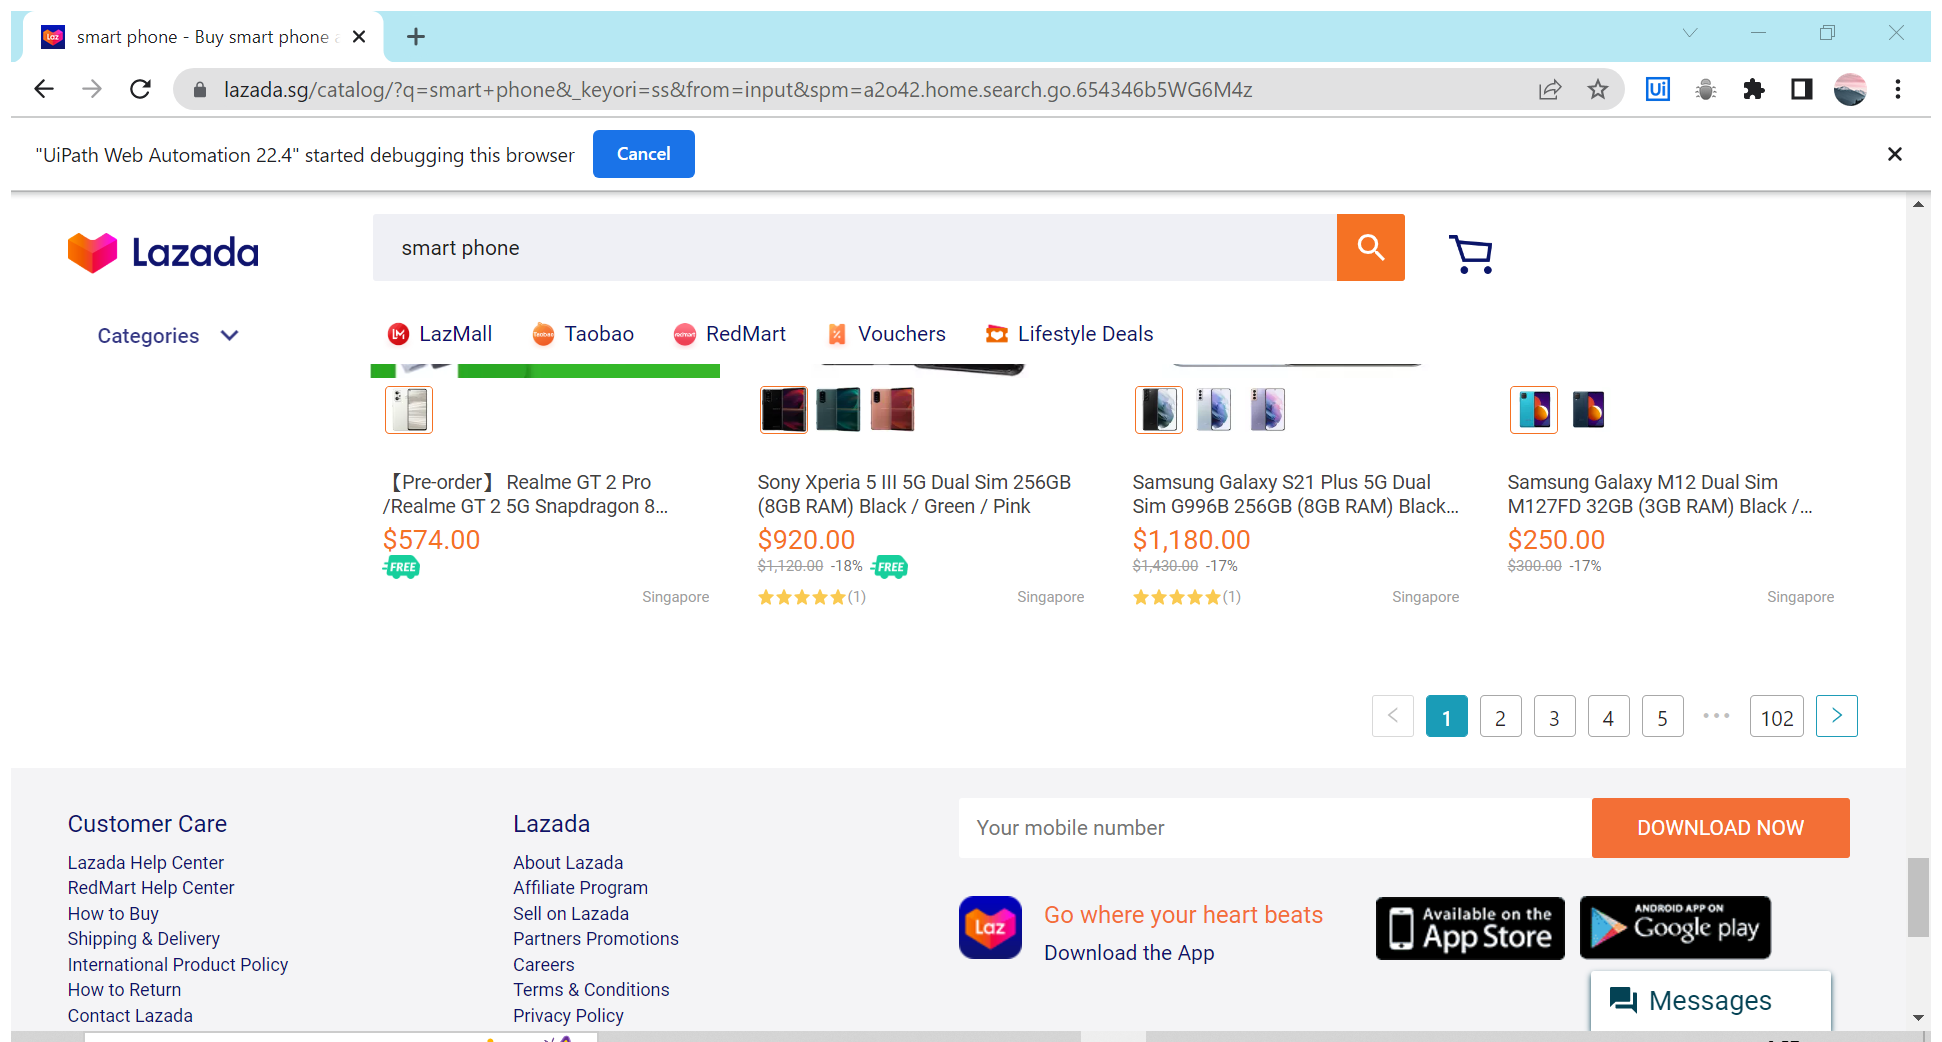 smart phone - Buy smart phone
lazada.sg/catalog/?q=smart+phone&_keyori=ss&from=input&spm=a2o42.home.search.go.654346b5WG6M4z
Ui
"UiPath Web Automation 22.4" started debugging this browser
Cancel
Lazada
smart phone
Categories
LazMall
Taobao
RedMart
Vouchers
Lifestyle Deals
【Pre-order】 Realme GT 2 Pro
/Realme GT 2 5G Snapdragon 8...
$574.00
FREE
Singapore
Sony Xperia 5 III 5G Dual Sim 256GB
(8GB RAM) Black / Green / Pink
$920.00
$1,120.00 -18% FREE
(1)
Singapore
Samsung Galaxy S21 Plus 5G Dual
Sim G996B 256GB (8GB RAM) Black...
$1,180.00
$1,430.00 -17%
(1)
Singapore
Samsung Galaxy M12 Dual Sim
M127FD 32GB (3GB RAM) Black /...
$250.00
$300.00 -17%
Singapore
< 1 2 3 4 5 ••• 102 >
Customer Care
Lazada Help Center
RedMart Help Center
How to Buy
Shipping & Delivery
International Product Policy
How to Return
Contact Lazada
Lazada
About Lazada
Affiliate Program
Sell on Lazada
Partners Promotions
Careers
Terms & Conditions
Privacy Policy
Your mobile number
DOWNLOAD NOW
Laz
Go where your heart beats
Download the App
Available on the
App Store
ANDROID APP ON
Google play
Messages